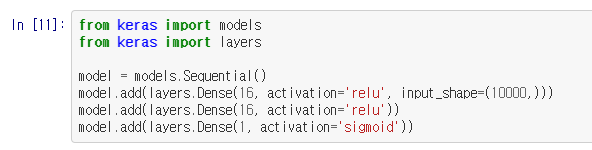 In [11]: from keras import models
from keras import layers
model = models.Sequential()
model.add(layers.Dense(16, activation='relu', input_shape=(10000,)))
model.add(layers.Dense(16, activation='relu'))
model.add(layers.Dense(1, activation='sigmoid'))